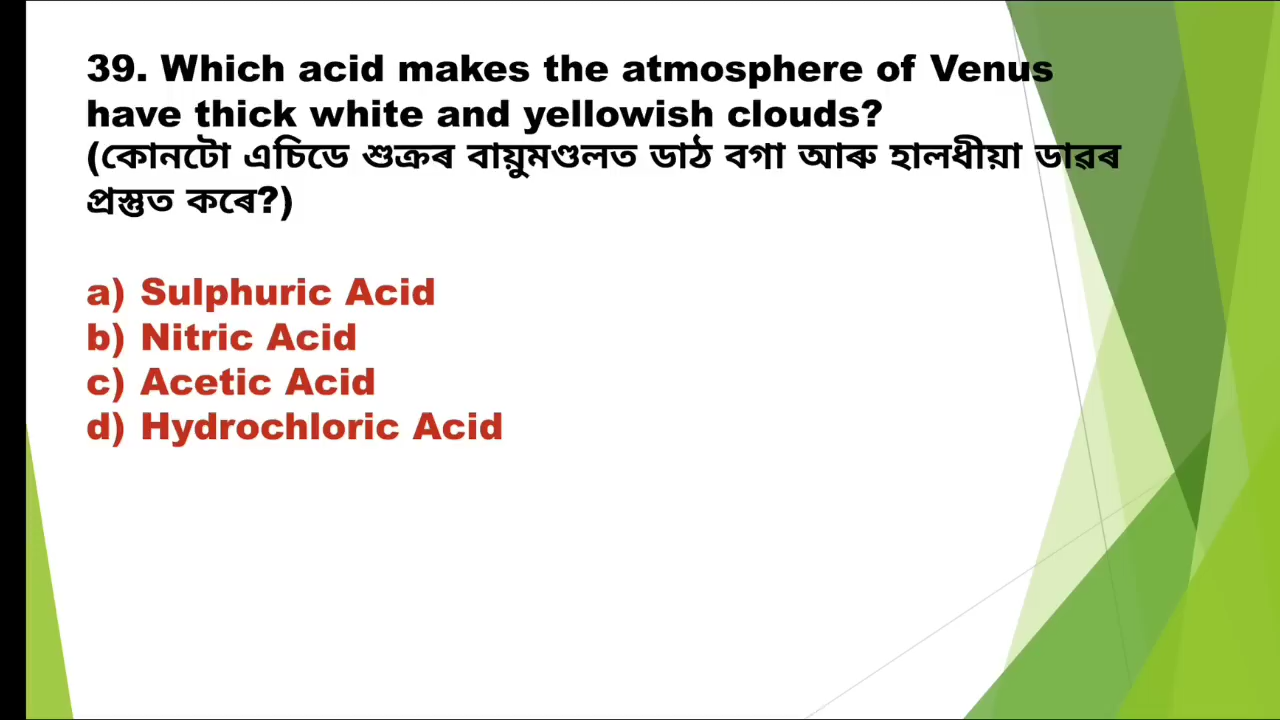 39. Which acid makes the atmosphere of Venus
have thick white and yellowish clouds?
(কোনটো এচিডে শুক্ৰৰ বায়ুমণ্ডলত ডাঠ বগা আৰু হালধীয়া ডাৱৰ
প্ৰস্তুত কৰে?)
a) Sulphuric Acid
b) Nitric Acid
c) Acetic Acid
d) Hydrochloric Acid